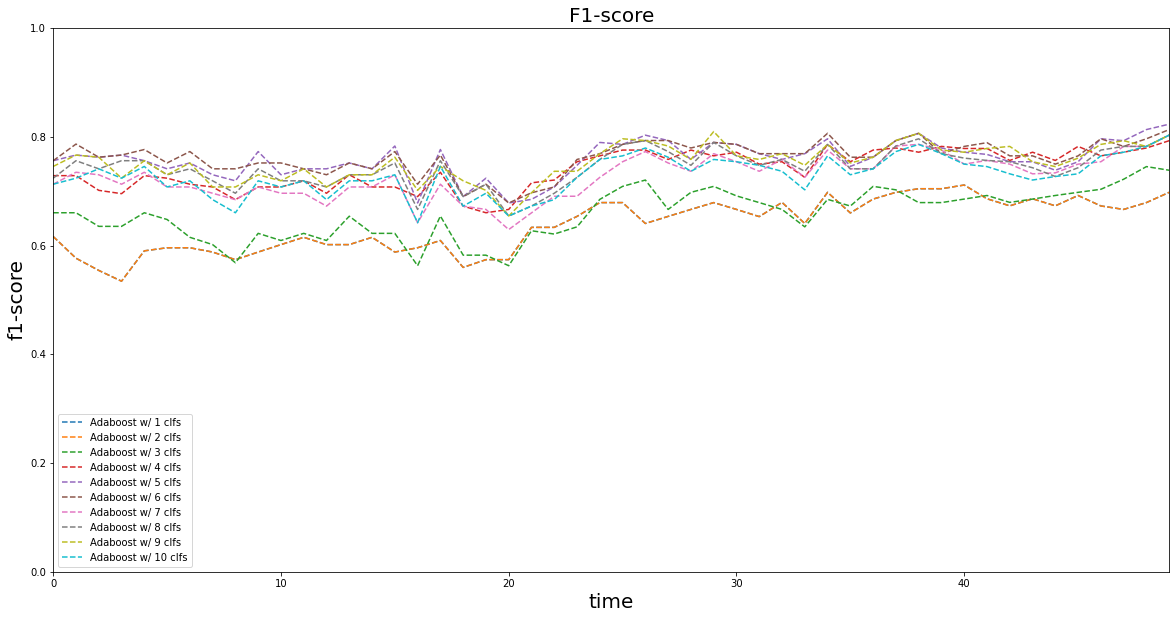 F1-score
1.0
0.8
0.6
0.4
0.2
0.0
f1-score
Adaboost w/ 1 clfs
Adaboost w/ 2 clfs
Adaboost w/ 3 clfs
Adaboost w/ 4 clfs
Adaboost w/ 5 clfs
Adaboost w/ 6 clfs
Adaboost w/ 7 clfs
Adaboost w/ 8 clfs
Adaboost w/ 9 clfs
Adaboost w/ 10 clfs
0 10 20 30 40
time